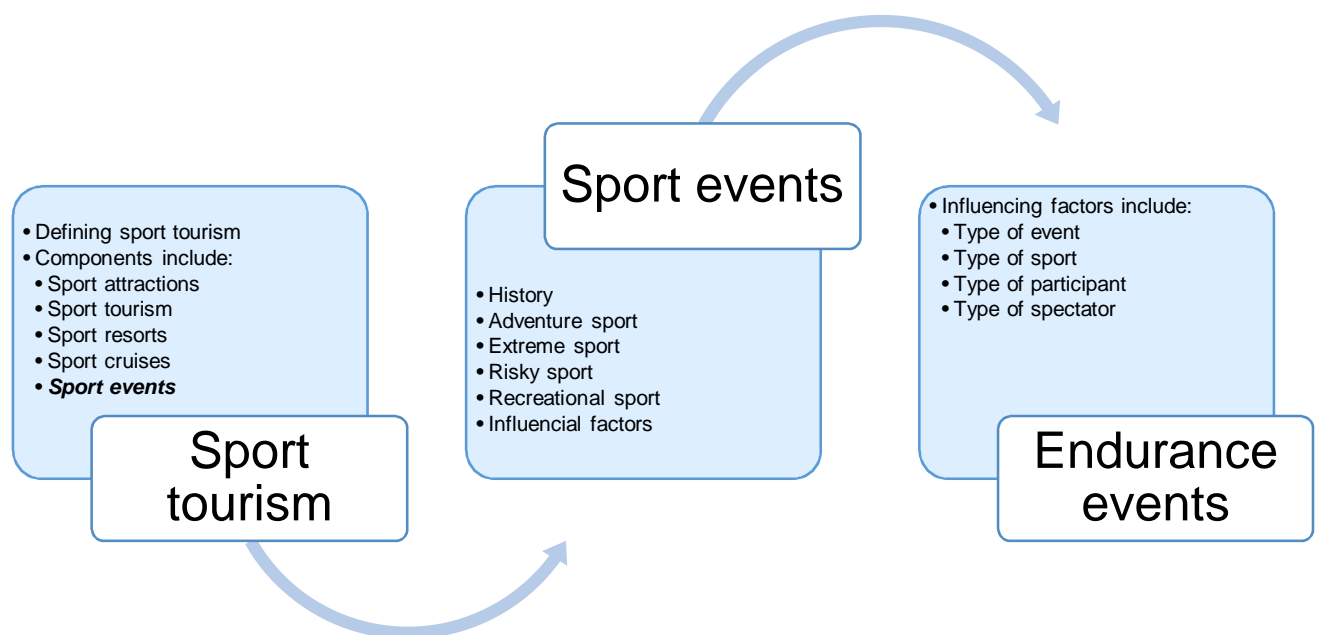 • Defining sport tourism
• Components include:
• Sport attractions
• Sport tourism
• Sport resorts
• Sport cruises
• Sport events
Sport
tourism
Sport events
• History
• Adventure sport
• Extreme sport
• Risky sport
• Recreational sport
• Influencial factors
• Influencing factors include:
• Type of event
• Type of sport
• Type of participant
• Type of spectator
Endurance
events